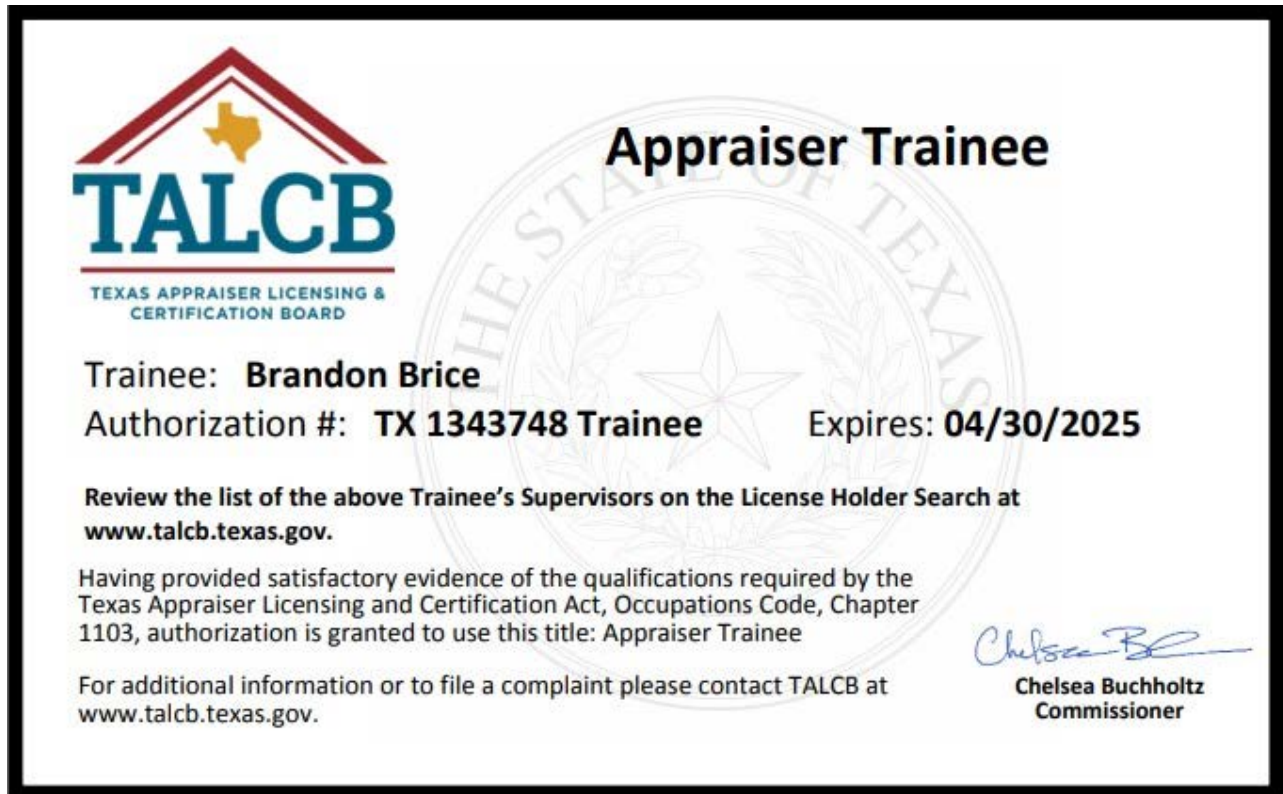 TALCB
TEXAS APPRAISER LICENSING &
CERTIFICATION BOARD
Appraiser Trainee
THE STATE OF TEXAS
Trainee: Brandon Brice
Authorization #: TX 1343748 Trainee Expires: 04/30/2025
Review the list of the above Trainee's Supervisors on the License Holder Search at
www.talcb.texas.gov.
Having provided satisfactory evidence of the qualifications required by the
Texas Appraiser Licensing and Certification Act, Occupations Code, Chapter
1103, authorization is granted to use this title: Appraiser Trainee
For additional information or to file a complaint please contact TALCB at
www.talcb.texas.gov.
Chelsea Buchholtz
Commissioner